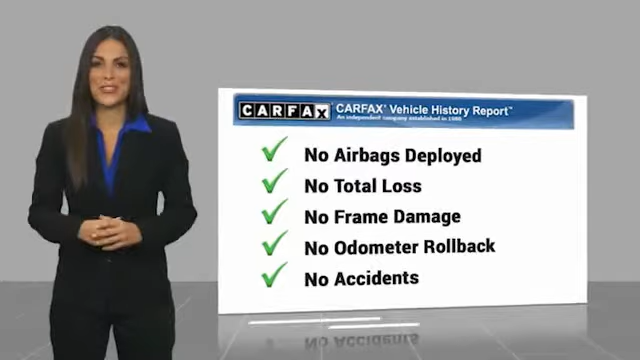 CARFAX CARFAX® Vehicle History Report™
An independent company established in 1986
No Airbags Deployed
No Total Loss
No Frame Damage
No Odometer Rollback
No Accidents